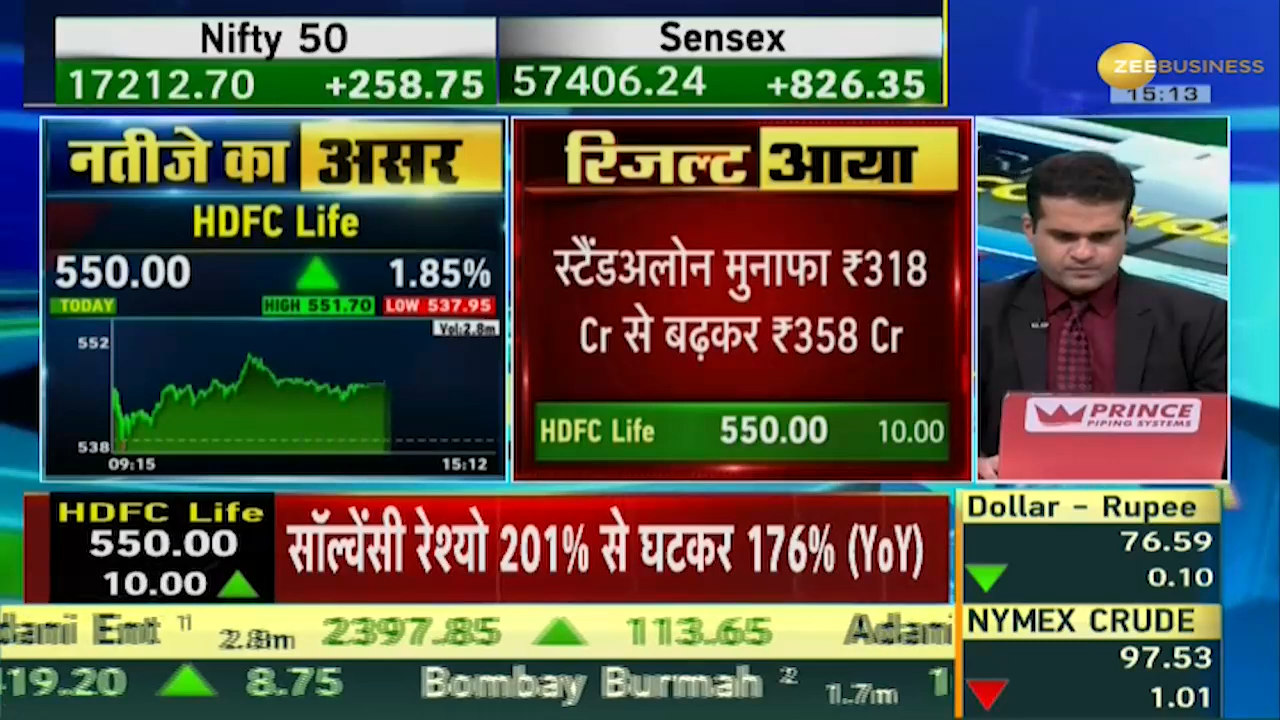 Nifty 50
17212.70 +258.75
Sensex
57406.24 +826.35
ZEEBUSINESS
15:13
नतीजे का असर
HDFC Life
550.00 1.85%
TODAY HIGH 551.70 LOW 537.95
Vol:2.8m
552
538
09:15 15:12
रिजल्ट आया
स्टैंडअलोन मुनाफा ₹318
Cr से बढ़कर ₹358 Cr
HDFC Life 550.00 10.00
PRINCE
PIPING SYSTEMS
HDFC Life
550.00
10.00
सॉल्वेंसी रेश्यो 201% से घटकर 176% (YoY)
Dollar - Rupee
76.59
0.10
NYMEX CRUDE
97.53
1.01
dani Ent 2.8m 2397.85 113.65 Adani
419.20 8.75 Bombay Burmah 1.7m